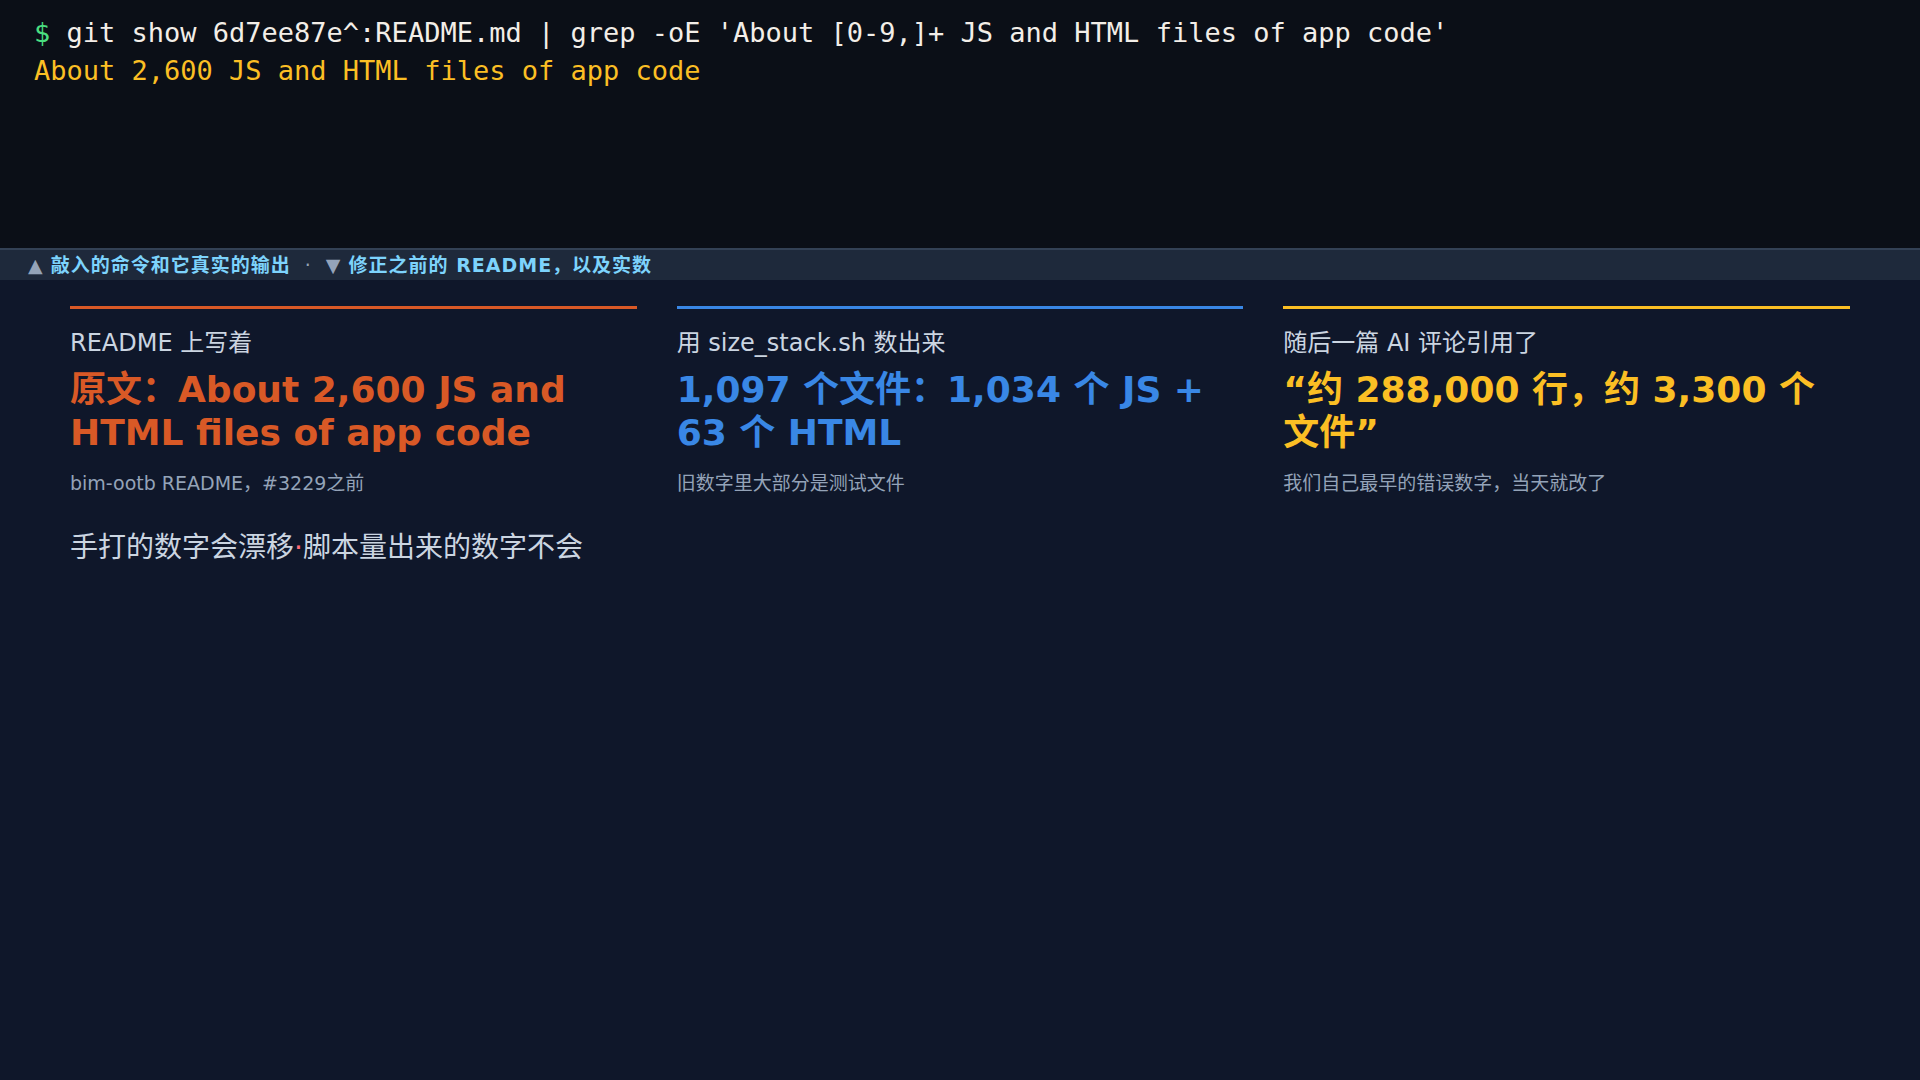 $ git show 6d7ee87e^:README.md | grep -oE 'About [0-9,]+ JS and HTML files of app code'
About 2,600 JS and HTML files of app code
▲ 敲入的命令和它真实的输出 · ▼ 修正之前的 README，以及实数
README 上写着
原文：About 2,600 JS and
HTML files of app code
bim-ootb README，#3229之前
用 size_stack.sh 数出来
1,097 个文件：1,034 个 JS +
63 个 HTML
旧数字里大部分是测试文件
随后一篇 AI 评论引用了
“约 288,000 行，约 3,300 个
文件”
我们自己最早的错误数字，当天就改了
手打的数字会漂移·脚本量出来的数字不会